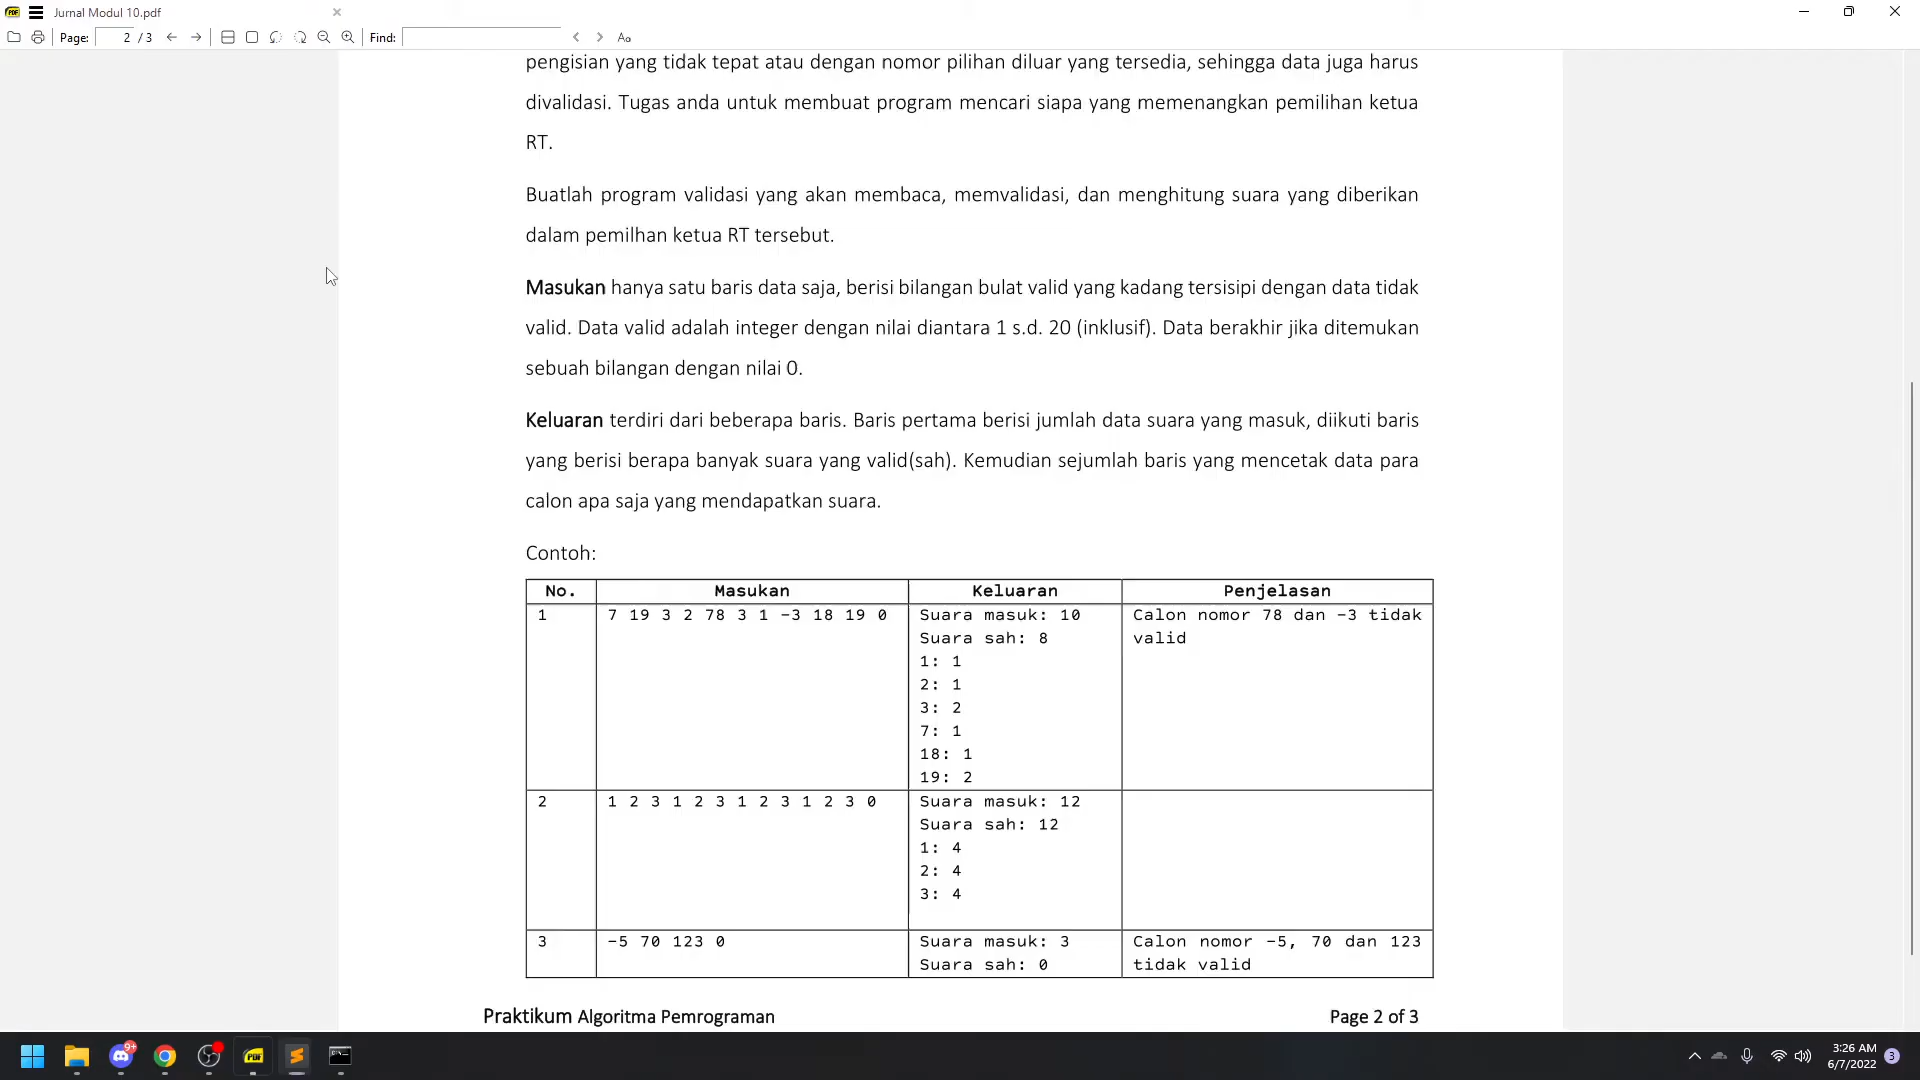 Jurnal Modul 10.pdf
Page: 2 / 3 Find: Aa
pengisian yang tidak tepat atau dengan nomor pilihan diluar yang tersedia, sehingga data juga harus
divalidasi. Tugas anda untuk membuat program mencari siapa yang memenangkan pemilihan ketua
RT.
Buatlah program validasi yang akan membaca, memvalidasi, dan menghitung suara yang diberikan
dalam pemilhan ketua RT tersebut.
Masukan hanya satu baris data saja, berisi bilangan bulat valid yang kadang tersisipi dengan data tidak
valid. Data valid adalah integer dengan nilai diantara 1 s.d. 20 (inklusif). Data berakhir jika ditemukan
sebuah bilangan dengan nilai 0.
Keluaran terdiri dari beberapa baris. Baris pertama berisi jumlah data suara yang masuk, diikuti baris
yang berisi berapa banyak suara yang valid(sah). Kemudian sejumlah baris yang mencetak data para
calon apa saja yang mendapatkan suara.
Contoh:
No. Masukan Keluaran Penjelasan
1 7 19 3 2 78 3 1 -3 18 19 0 Suara masuk: 10 Calon nomor 78 dan -3 tidak
Suara sah: 8 valid
1: 1
2: 1
3: 2
7: 1
18: 1
19: 2
2 1 2 3 1 2 3 1 2 3 1 2 3 0 Suara masuk: 12
Suara sah: 12
1: 4
2: 4
3: 4
3 -5 70 123 0 Suara masuk: 3 Calon nomor -5, 70 dan 123
Suara sah: 0 tidak valid
Praktikum Algoritma Pemrograman Page 2 of 3
PDF 9+ PDF 3:26 AM
6/7/2022 3